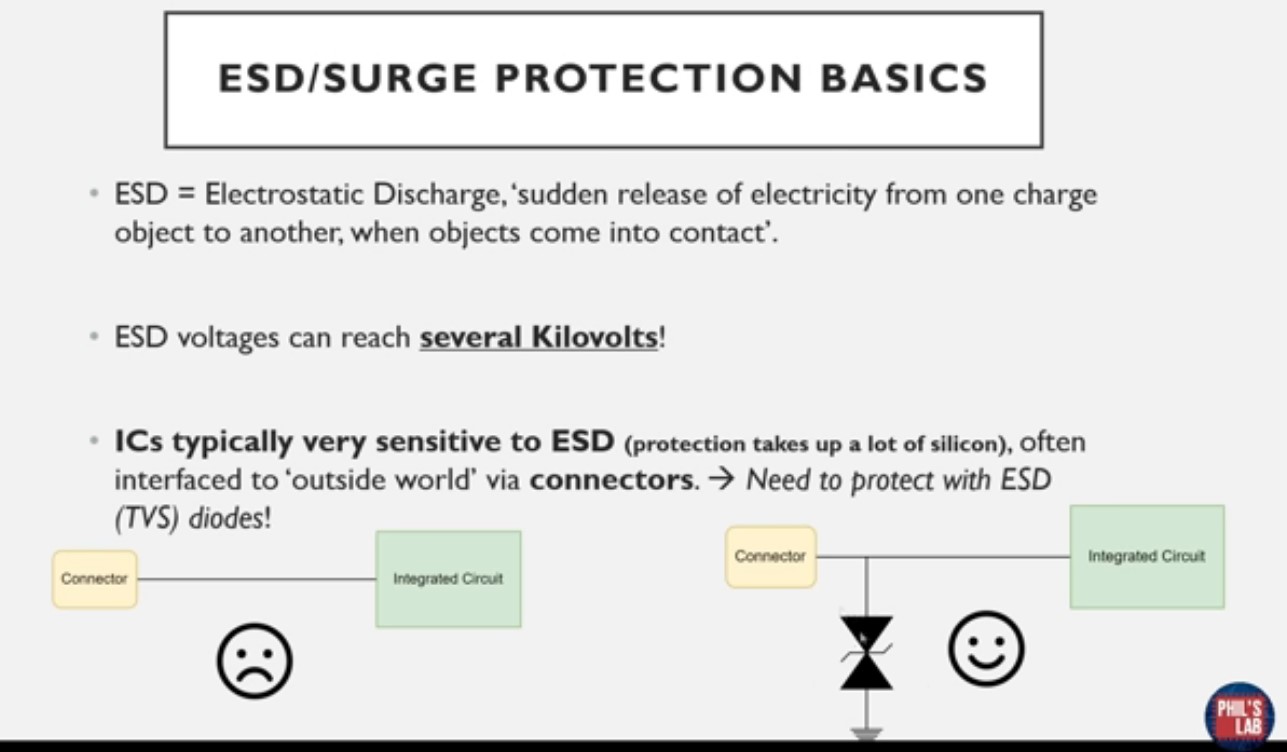 ESD/SURGE PROTECTION BASICS
• ESD = Electrostatic Discharge, ‘sudden release of electricity from one charge
object to another, when objects come into contact’.
• ESD voltages can reach several Kilovolts!
• ICs typically very sensitive to ESD (protection takes up a lot of silicon), often
interfaced to ‘outside world’ via connectors. → Need to protect with ESD
(TVS) diodes!
Connector
Integrated Circuit
Connector
Integrated Circuit
PHIL'S
LAB